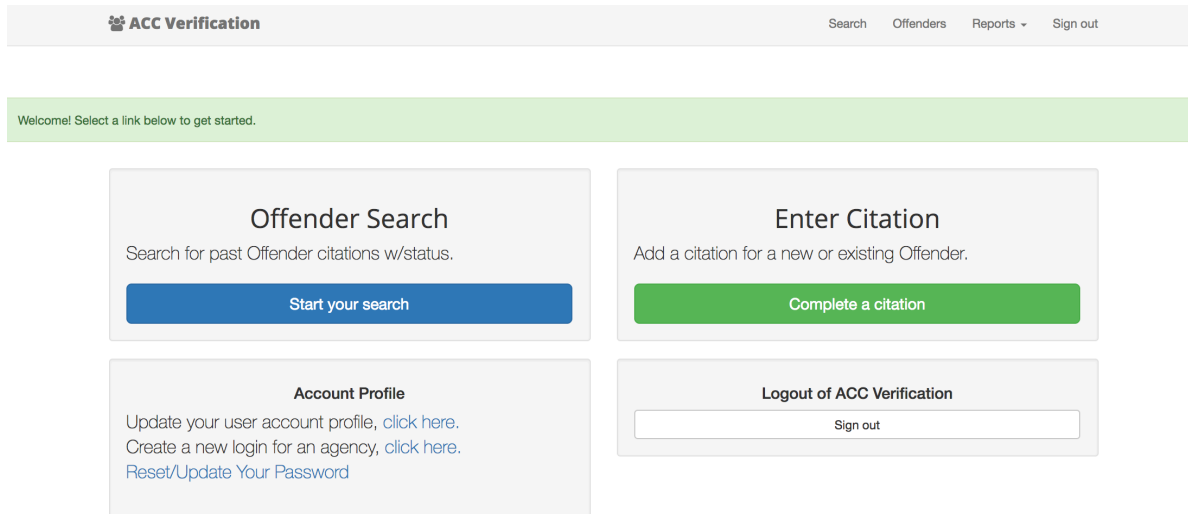 ACC Verification
Search Offenders Reports Sign out
Welcome! Select a link below to get started.
Offender Search
Search for past Offender citations w/status.
Start your search
Enter Citation
Add a citation for a new or existing Offender.
Complete a citation
Account Profile
Update your user account profile, click here.
Create a new login for an agency, click here.
Reset/Update Your Password
Logout of ACC Verification
Sign out